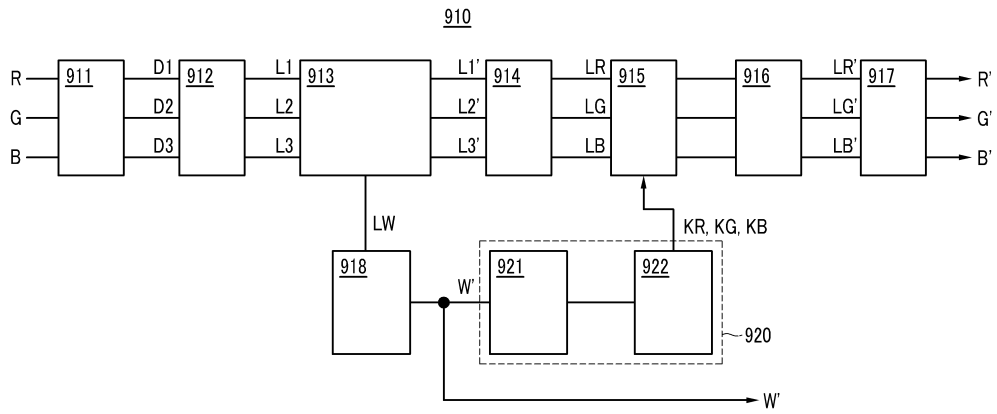 910
R 911 D1 912 L1 913 L1' 914 LR 915 916 LR' 917 R'
G D2 L2 L2' LG LG' G'
B D3 L3 L3' LB LB' B'
LW KR, KG, KB
918 W' 921 922
920
W'